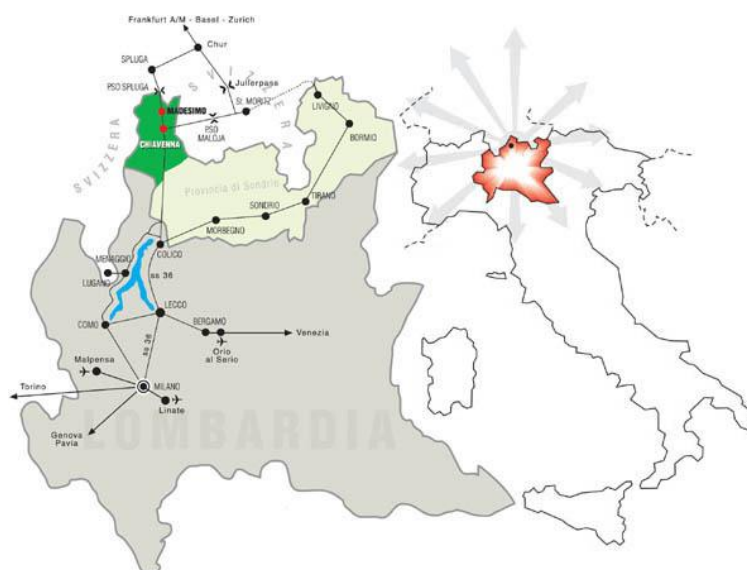 Frankfurt A/M - Basel - Zurich
Chur
SPLUGA
PSO SPLUGA
Julierpass
SVIZZERA
MADESIMO
St. MORITZ
LIVIGNO
PSO
MALOJA
CHIAVENNA
SVIZZERA
BORMIO
Provincia di Sondrio
TIRANO
SONDRIO
MORBEGNO
COLICO
MENAGGIO
LUGANO
ss 36
LECCO
COMO
BERGAMO
Venezia
Orio
al Serio
ss 36
Malpensa
Torino
MILANO
Linate
LOMBARDIA
Genova
Pavia